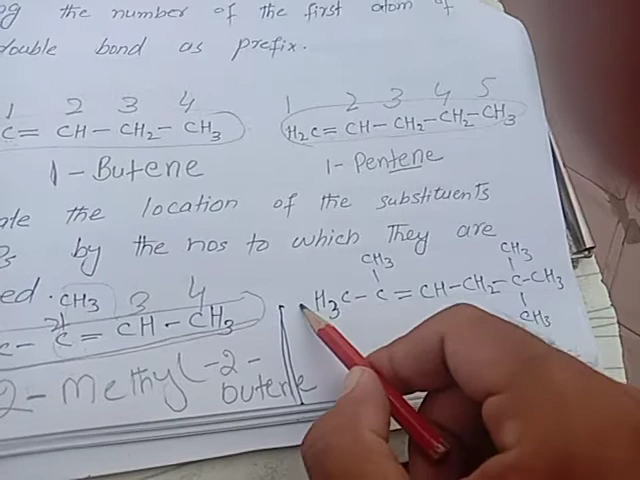 the number of the first atom of
double bond as prefix.
1 2 3 4 1 2 3 4 5
C = CH - CH2 - CH3 H2C = CH - CH2 - CH2 - CH3
1 - Butene 1 - Pentene
the location of the substituents
by the nos to which They are
CH3 3 4 CH3 CH3
C = CH - CH3 H3C - C = CH - CH2 - C - CH3
CH3
2 - Methyl - 2 -
butene